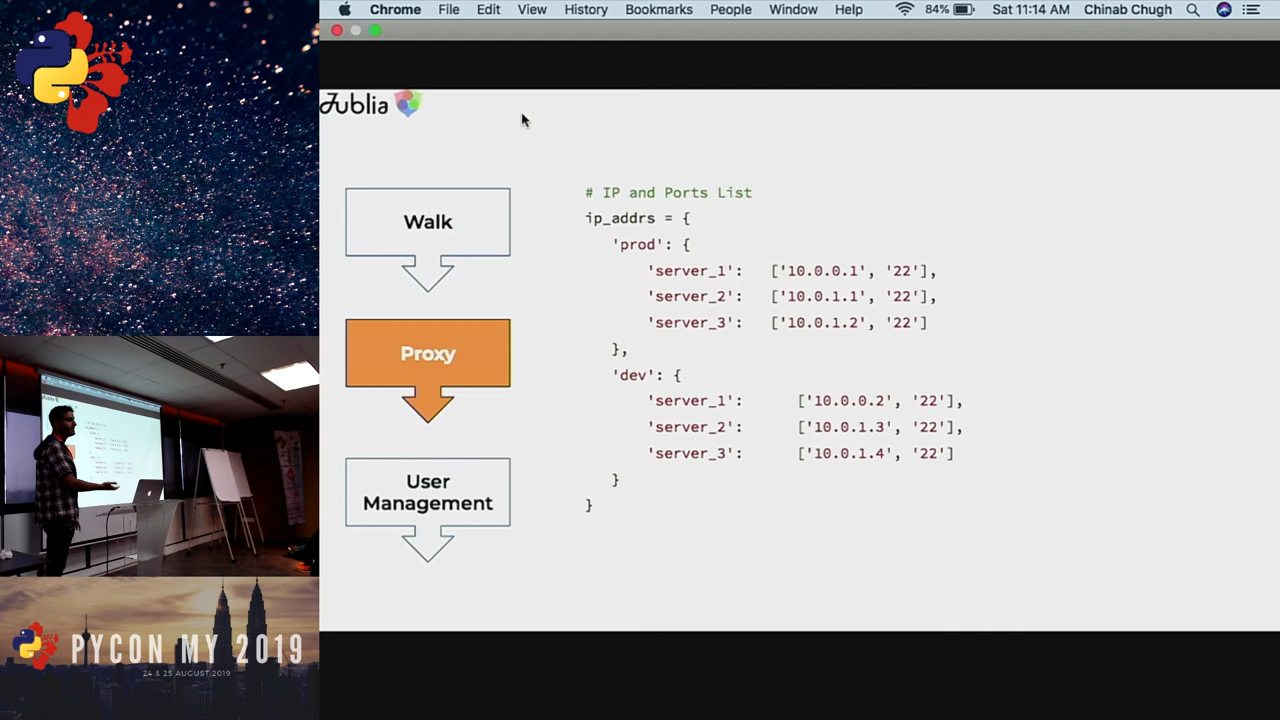 Chrome File Edit View History Bookmarks People Window Help 84% Sat 11:14 AM Chinab Chugh
Jublia
Walk
Proxy
User
Management
# IP and Ports List
ip_addrs = {
'prod': {
'server_1': ['10.0.0.1', '22'],
'server_2': ['10.0.1.1', '22'],
'server_3': ['10.0.1.2', '22']
},
'dev': {
'server_1': ['10.0.0.2', '22'],
'server_2': ['10.0.1.3', '22'],
'server_3': ['10.0.1.4', '22']
}
}
PYCON MY 2019
24 & 25 AUGUST 2019